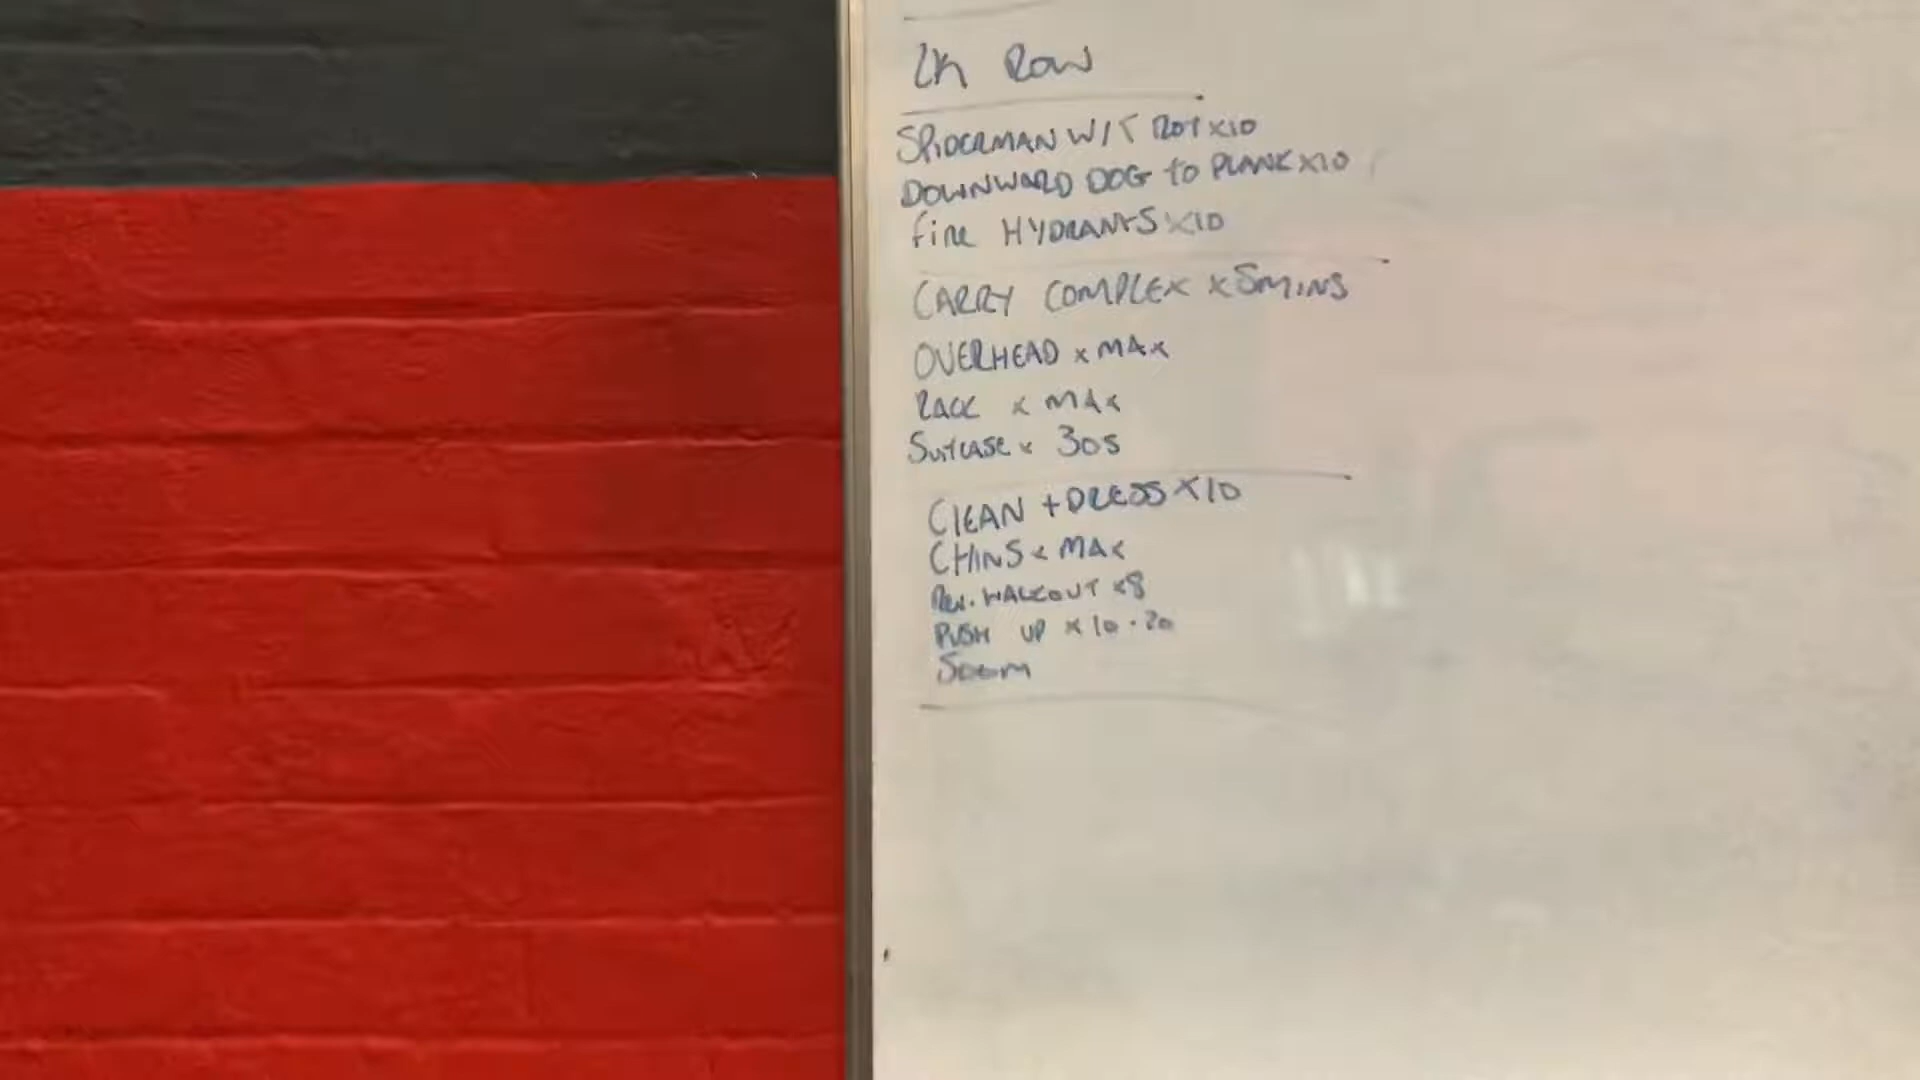 2K ROW
SPIDERMAN W/T ROT X10
DOWNWARD DOG to PLANK X10
fire HYDRANTS X10
CARRY COMPLEX x 5MINS
OVERHEAD x MAX
RACK x MAX
SUITCASE x 30S
CLEAN + PRESS X10
CHINS x MAX
Rev. WALKOUT x8
PUSH UP x 10-20
500m